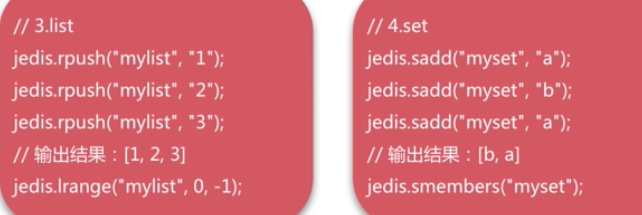 // 3.list
jedis.rpush("mylist", "1");
jedis.rpush("mylist", "2");
jedis.rpush("mylist", "3");
// 输出结果：[1, 2, 3]
jedis.lrange("mylist", 0, -1);
// 4.set
jedis.sadd("myset", "a");
jedis.sadd("myset", "b");
jedis.sadd("myset", "a");
// 输出结果：[b, a]
jedis.smembers("myset");